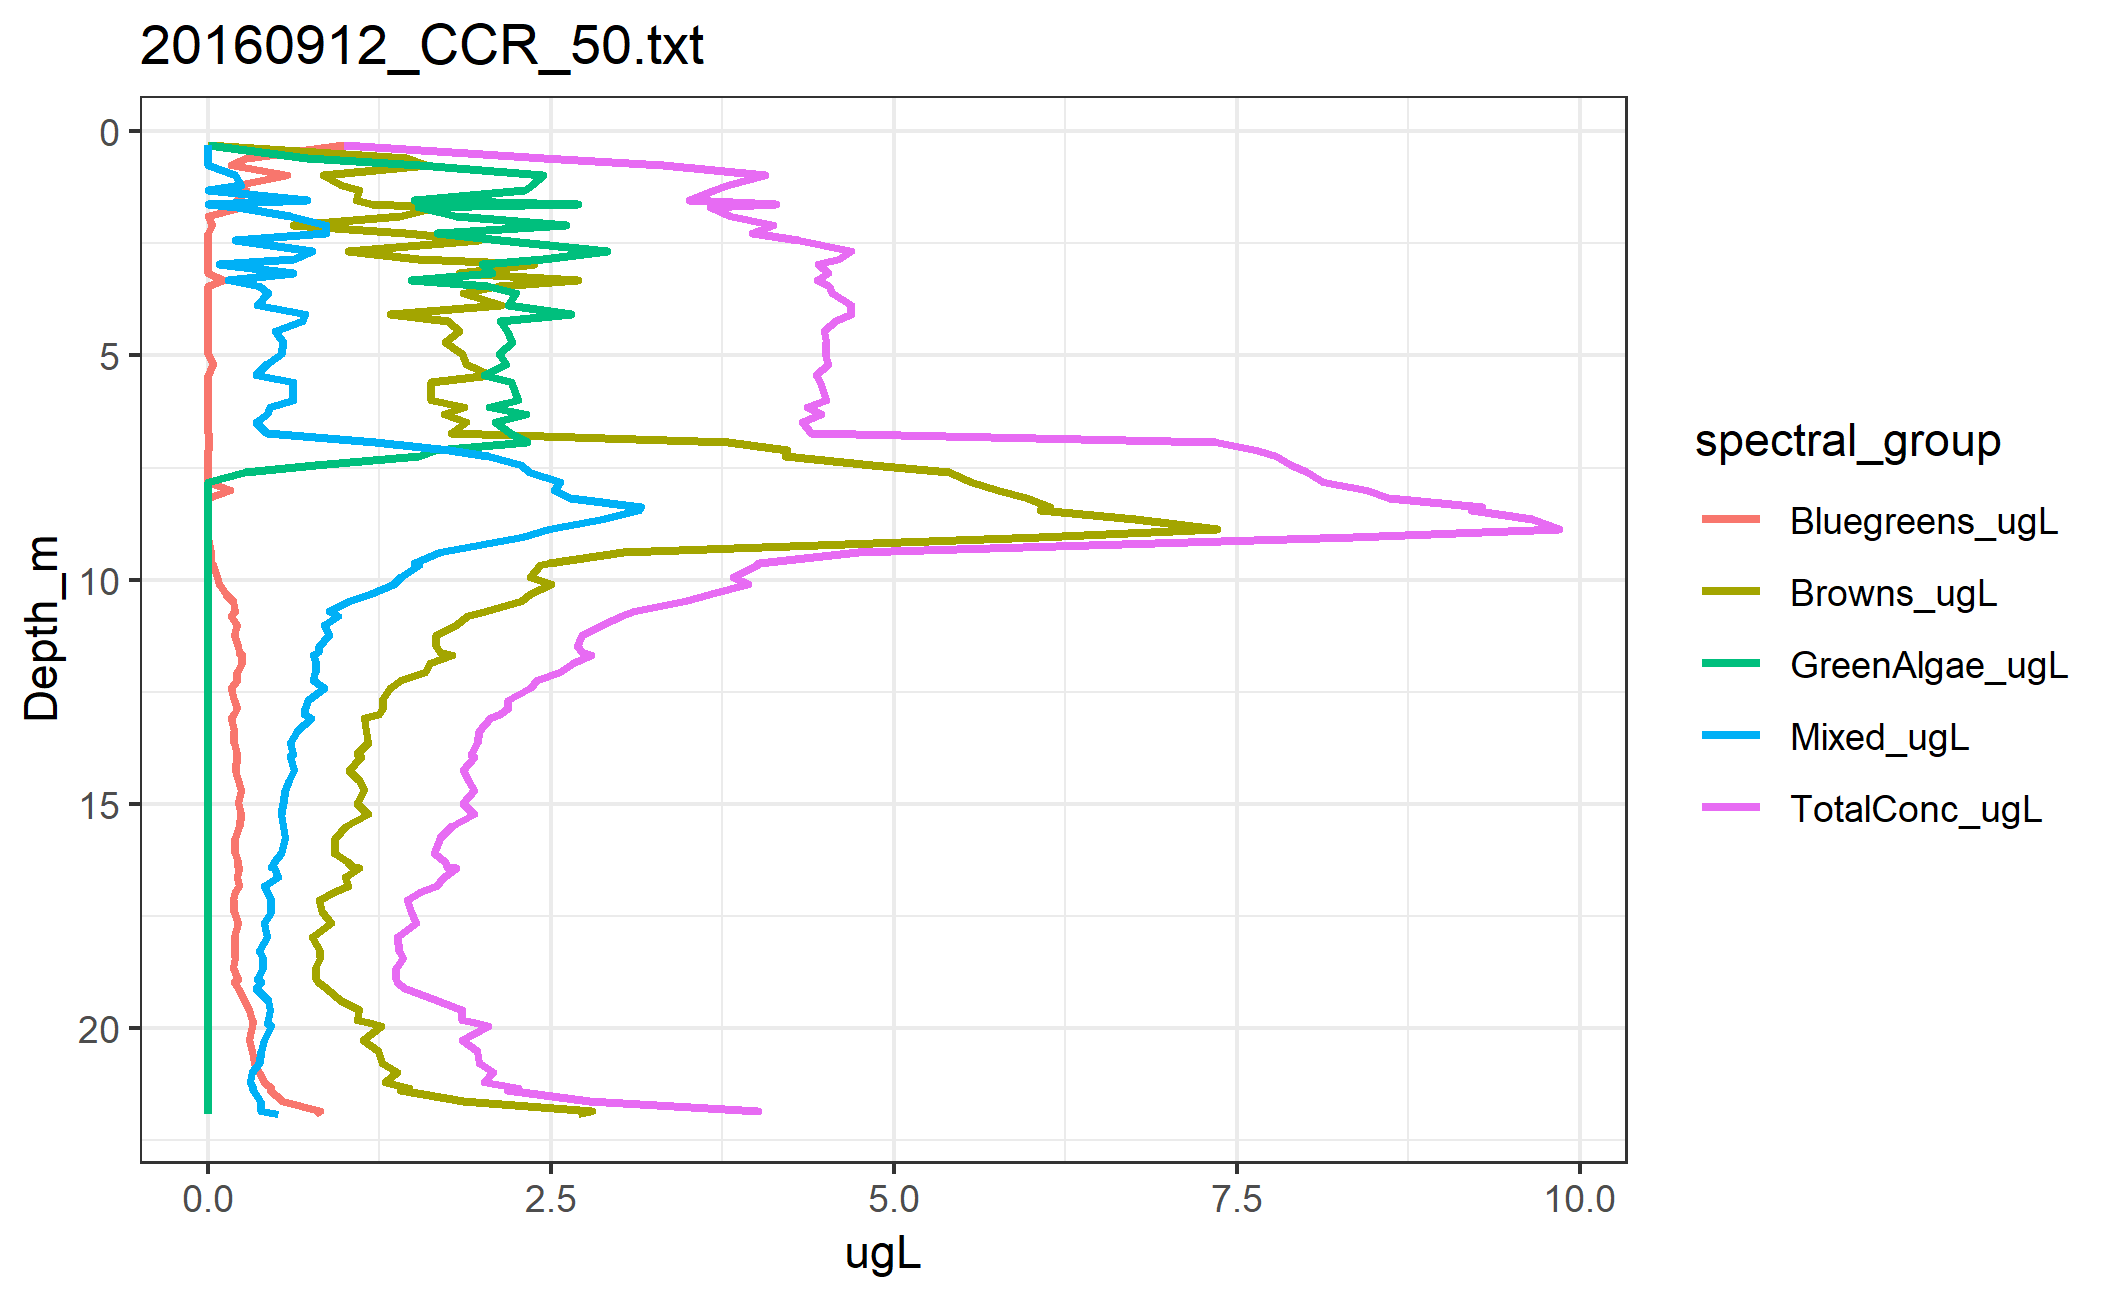 20160912_CCR_50.txt
0
5
10
15
20
Depth_m
0.0 2.5 5.0 7.5 10.0
ugL
spectral_group
Bluegreens_ugL
Browns_ugL
GreenAlgae_ugL
Mixed_ugL
TotalConc_ugL